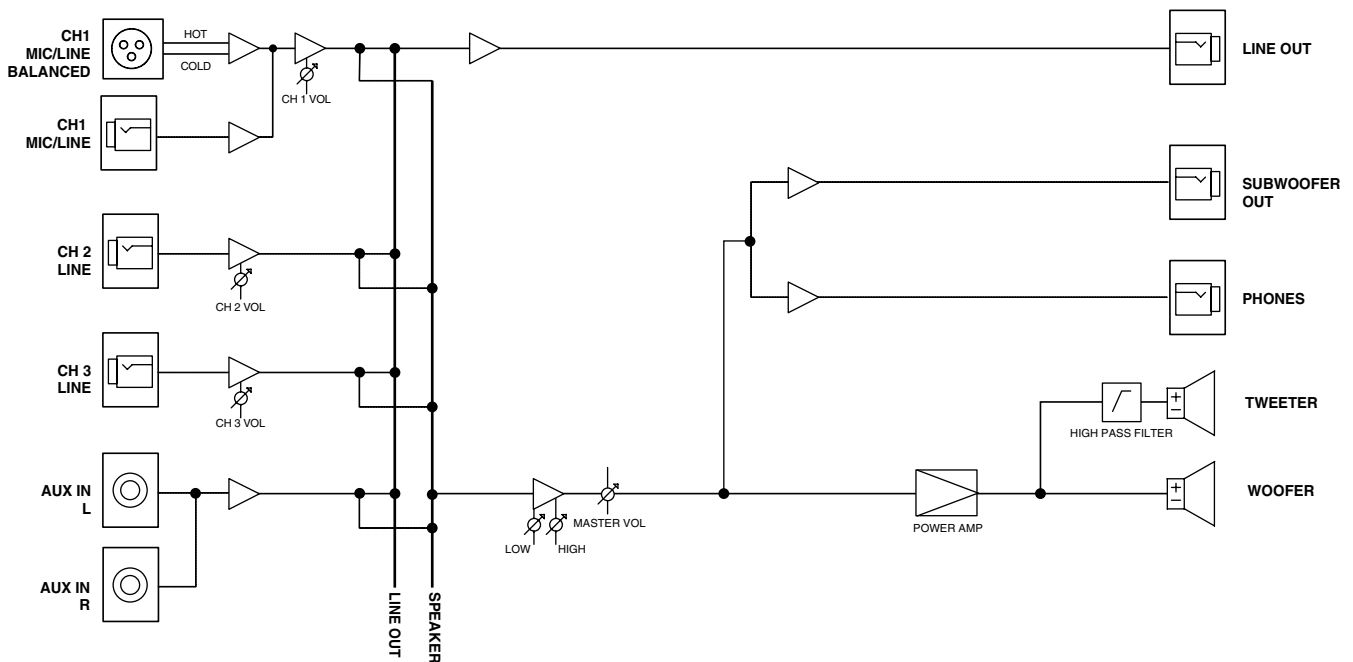 CH1
MIC/LINE
BALANCED
HOT
COLD
CH 1 VOL
LINE OUT
CH1
MIC/LINE
SUBWOOFER
OUT
CH 2
LINE
CH 2 VOL
PHONES
CH 3
LINE
CH 3 VOL
TWEETER
HIGH PASS FILTER
AUX IN
L
LOW
HIGH
MASTER VOL
POWER AMP
WOOFER
AUX IN
R
LINE OUT
SPEAKER